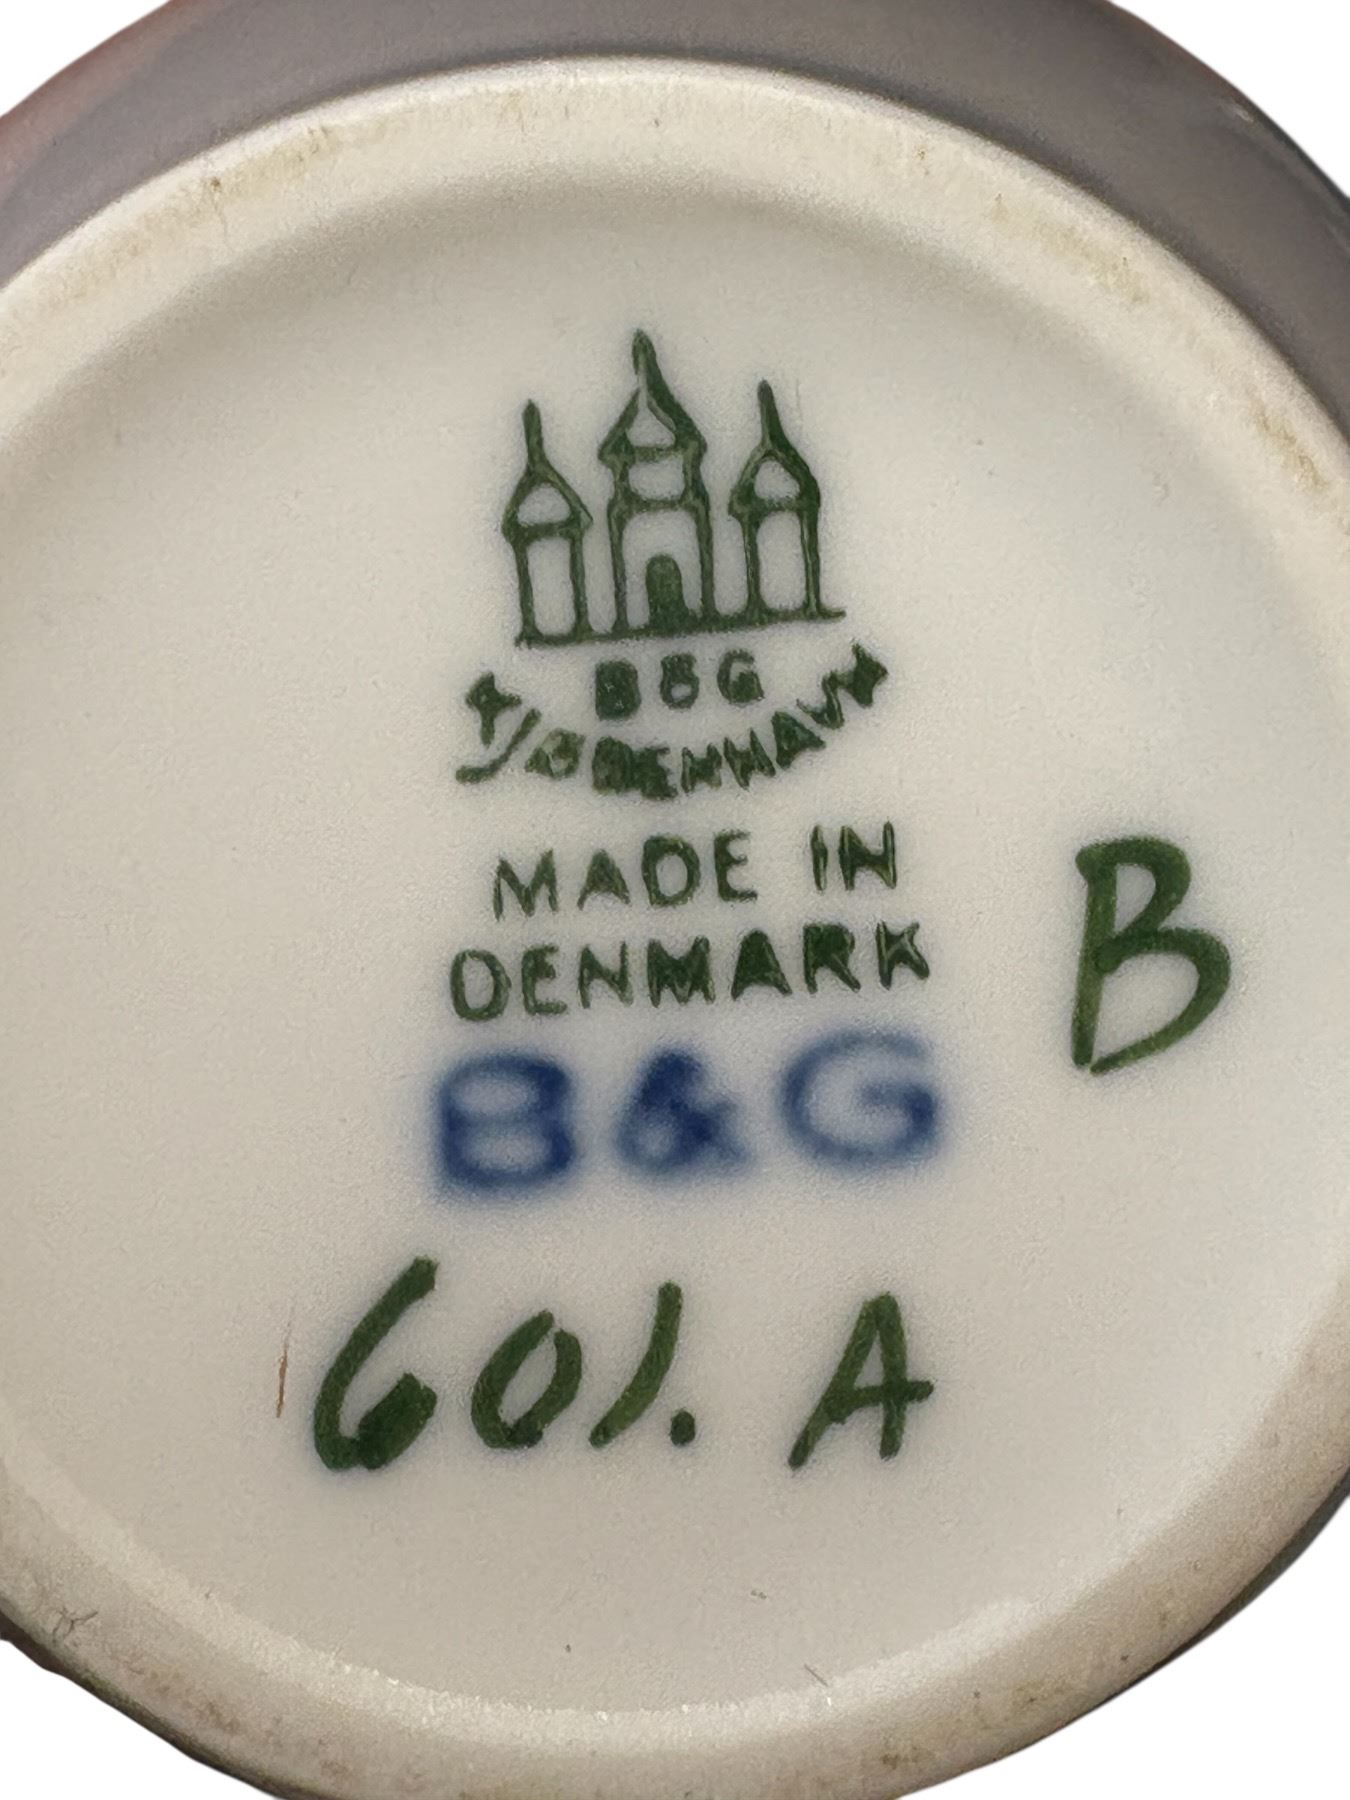 B&G
KJØBENHAVN
MADE IN
DENMARK
B
B&G
601. A